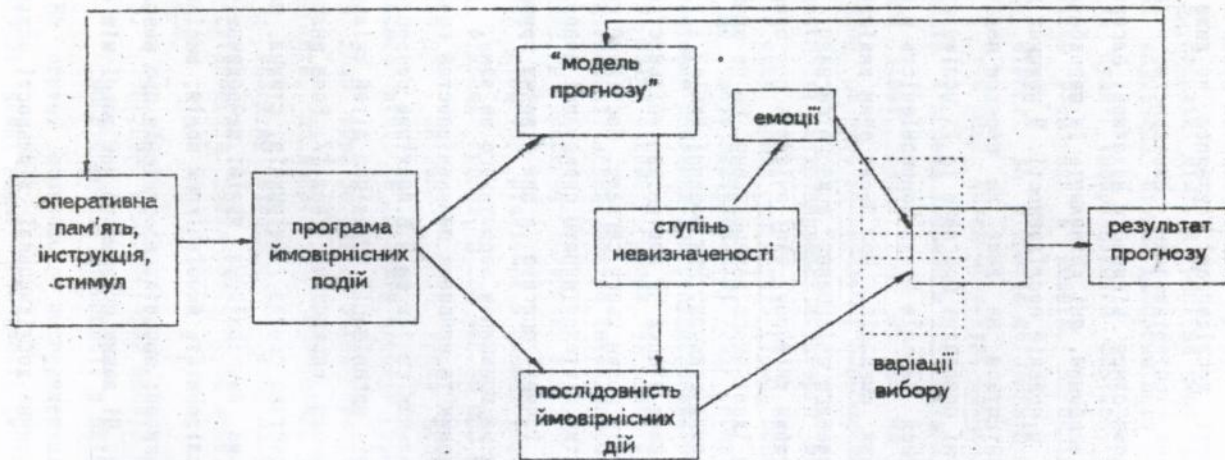 “модель
прогнозу”
емоції
оперативна
пам’ять,
інструкція,
стимул
програма
ймовірнісних
подій
ступінь
невизначеності
результат
прогнозу
варіації
вибору
послідовність
ймовірнісних
дій